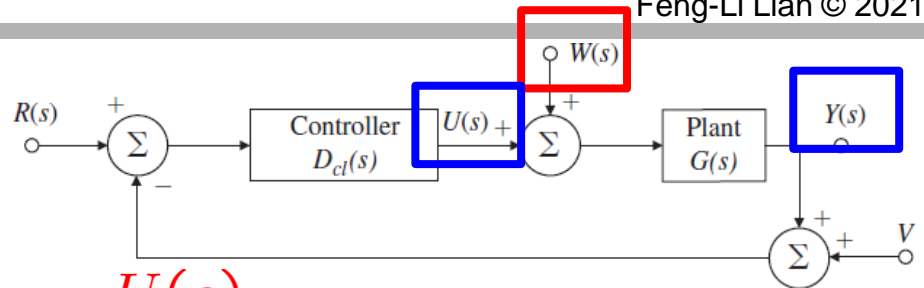 Feng-Li Lian © 2021
W(s)
R(s) + Controller U(s) + + Plant Y(s)
Σ D_cl(s) Σ G(s)
−
+
+ V
Σ
U(s)